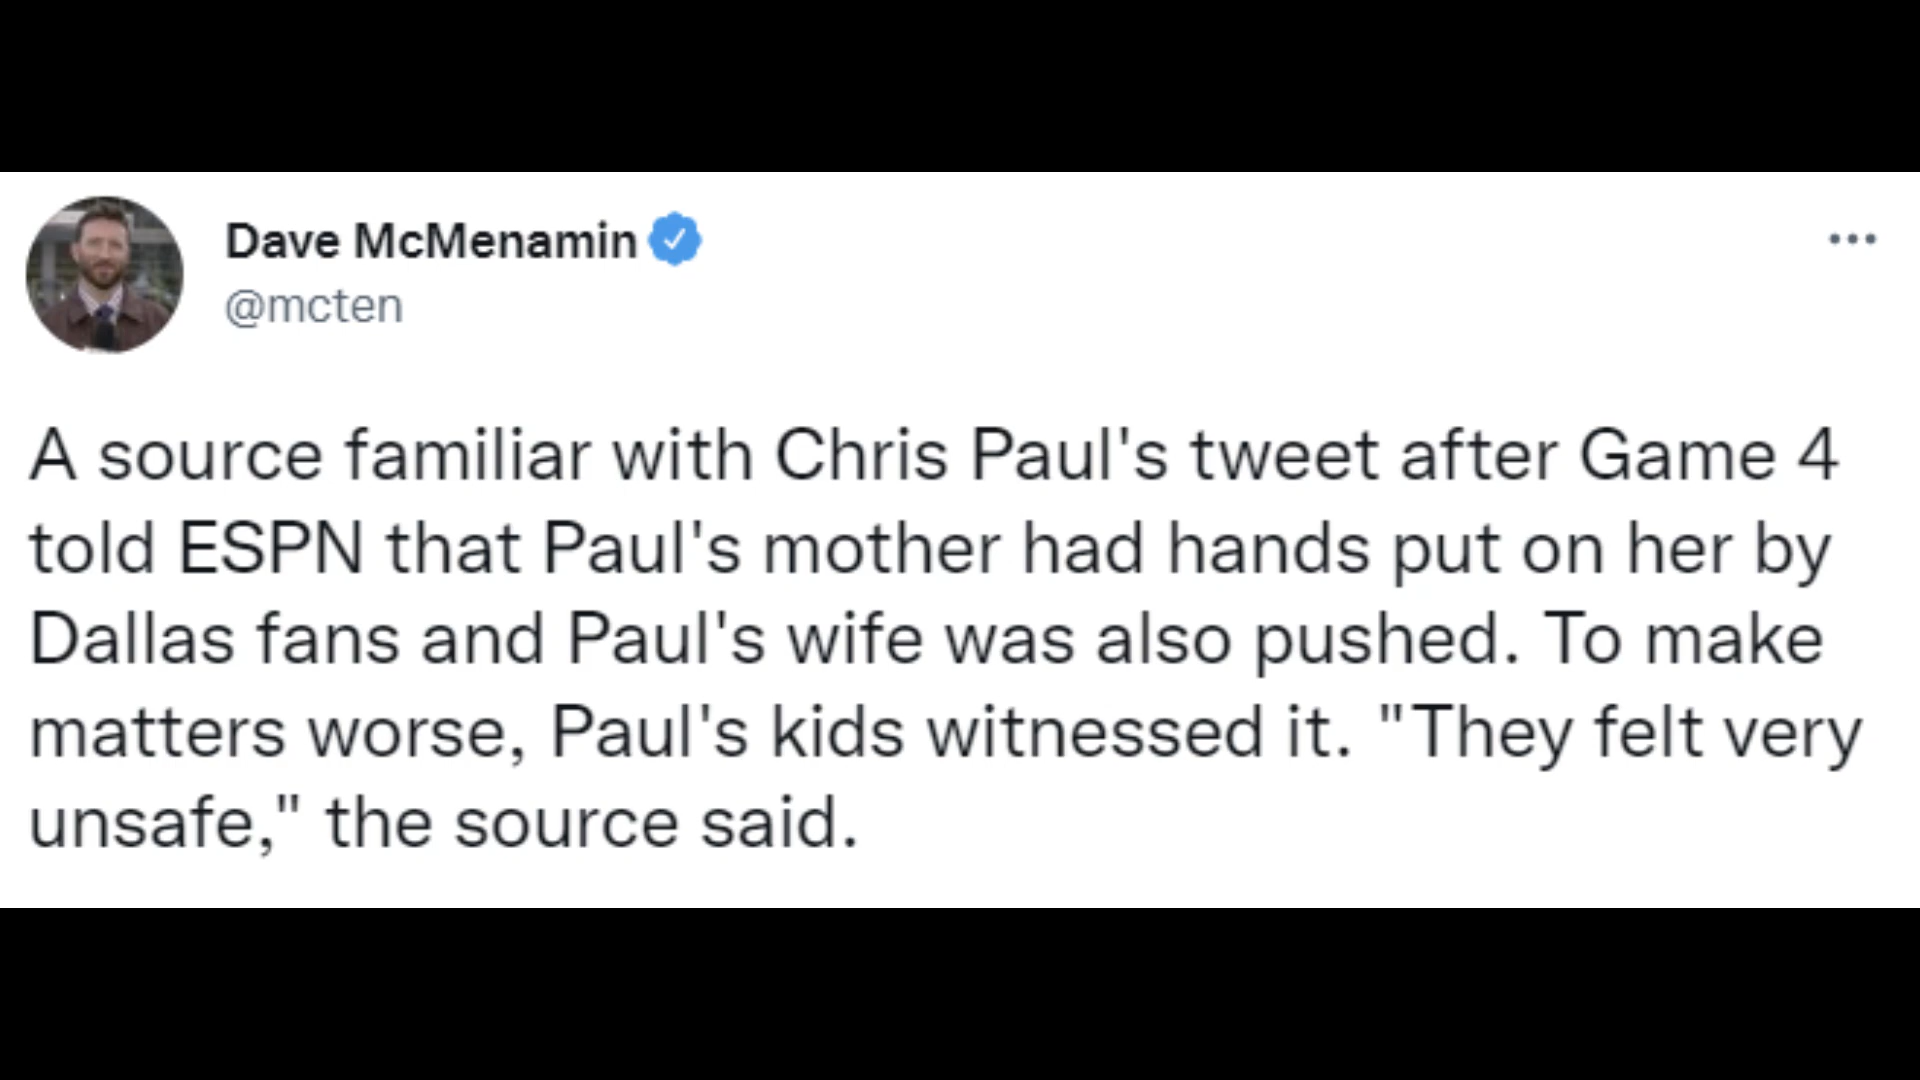 Dave McMenamin
@mcten
A source familiar with Chris Paul's tweet after Game 4
told ESPN that Paul's mother had hands put on her by
Dallas fans and Paul's wife was also pushed. To make
matters worse, Paul's kids witnessed it. "They felt very
unsafe," the source said.